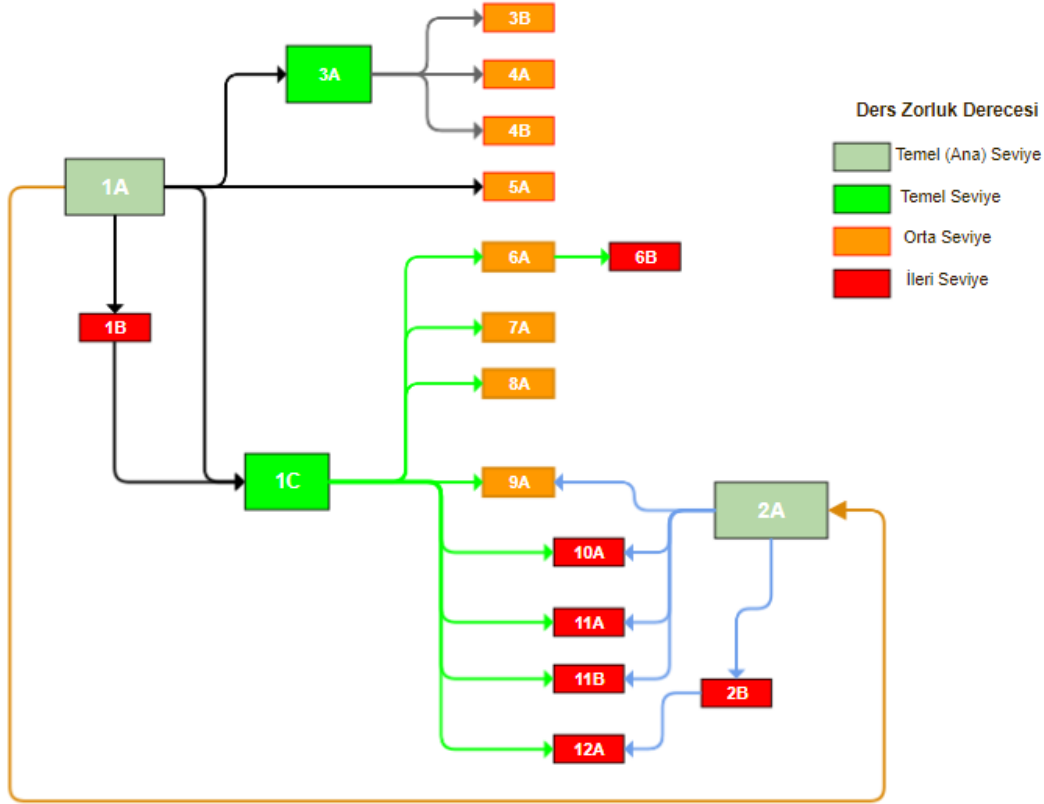 3B
3A
4A
4B
1A
5A
6A
6B
1B
7A
8A
1C
9A
2A
10A
11A
11B
2B
12A
Ders Zorluk Derecesi
Temel (Ana) Seviye
Temel Seviye
Orta Seviye
İleri Seviye